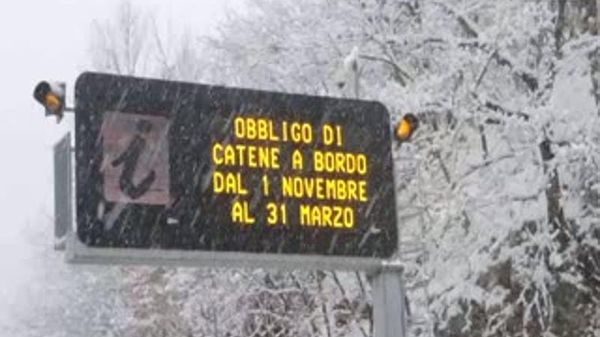 i
OBBLIGO DI
CATENE A BORDO
DAL 1 NOVEMBRE
AL 31 MARZO